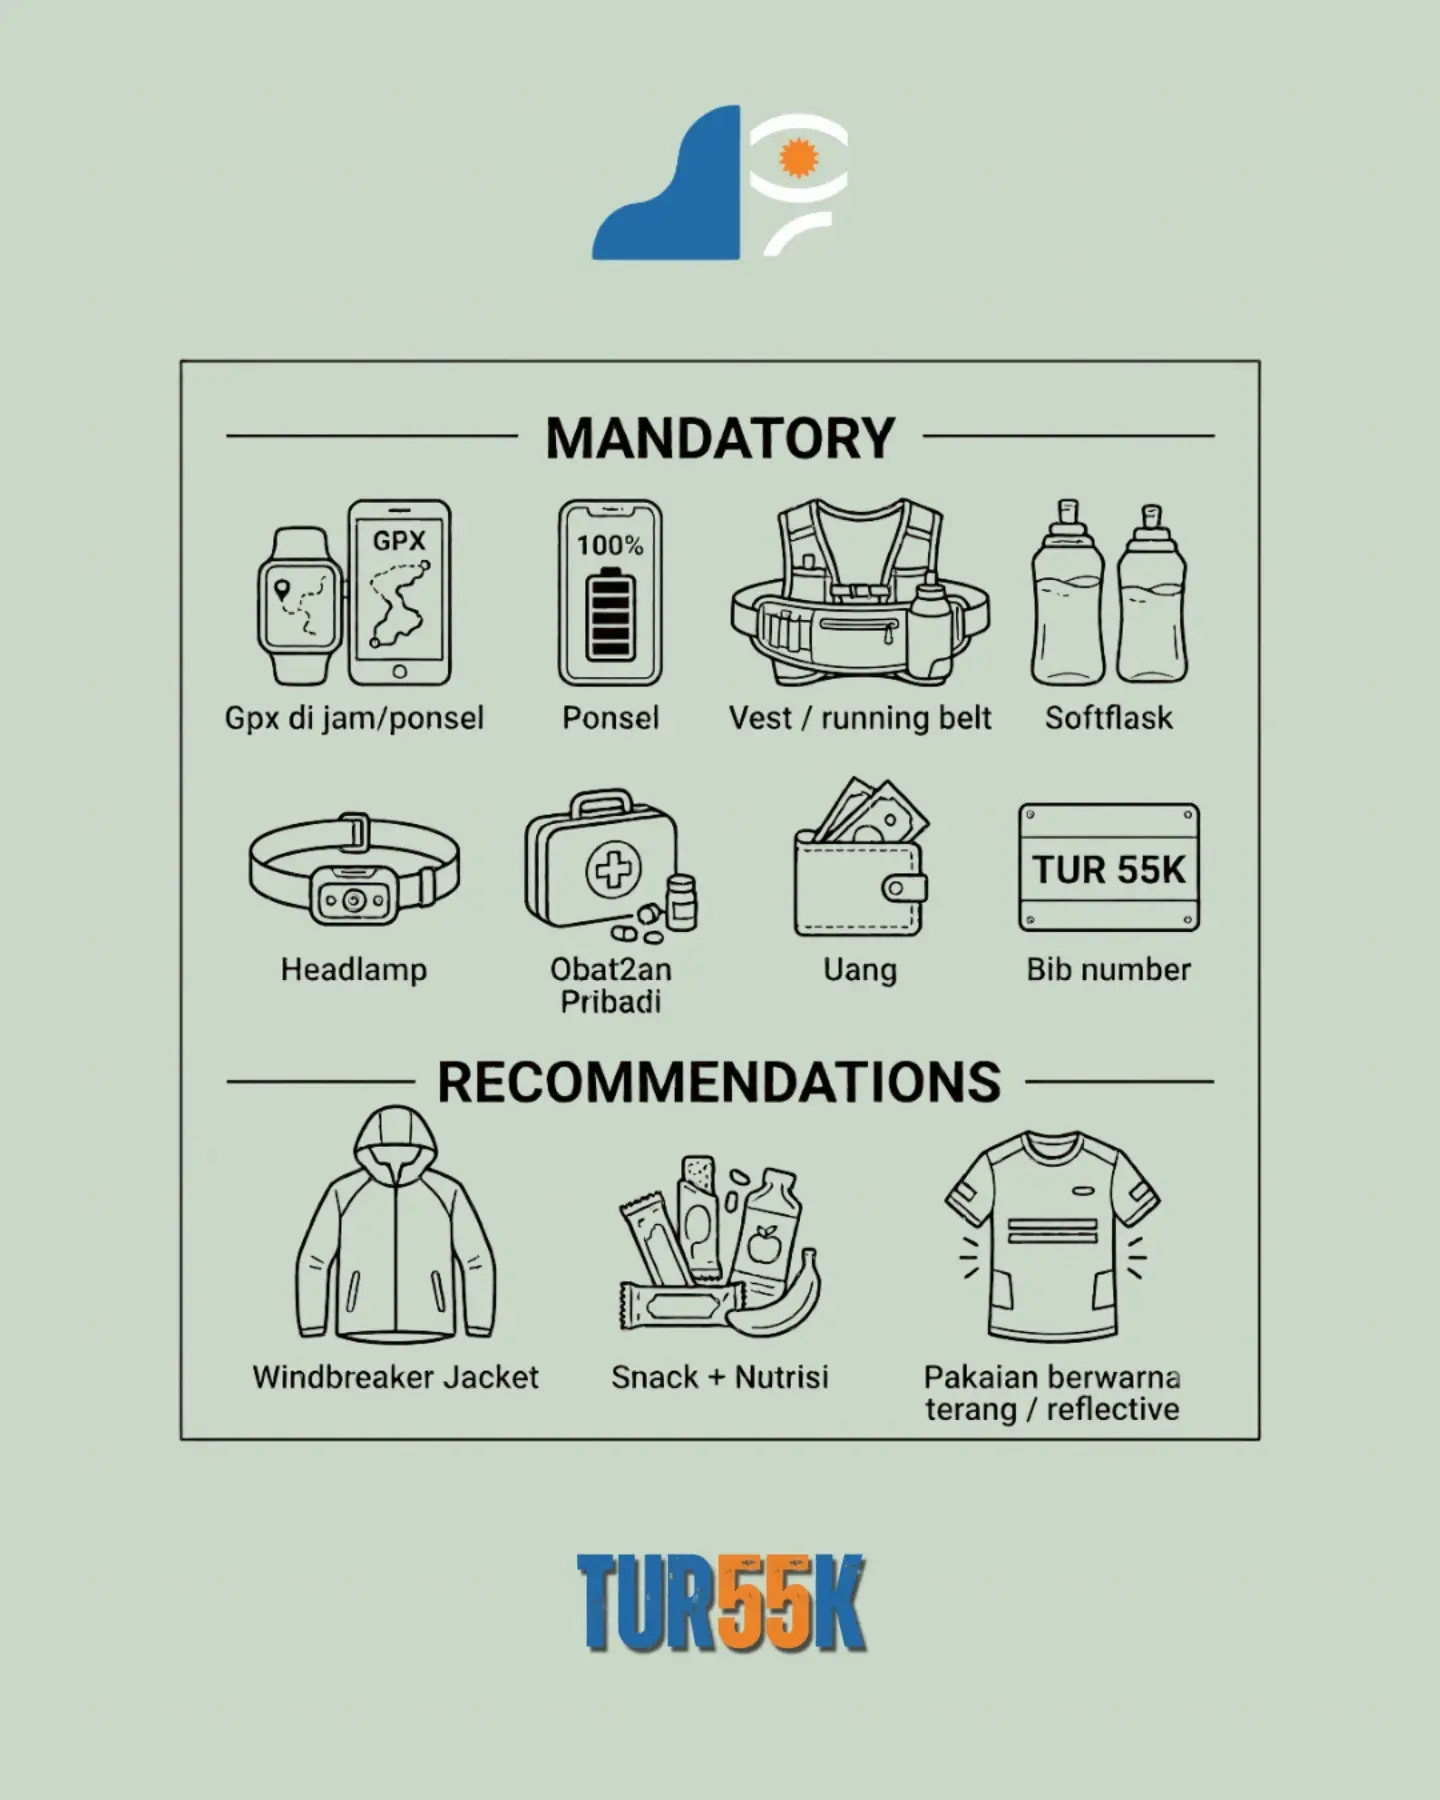 MANDATORY
GPX
100%
Gpx di jam/ponsel
Ponsel
Vest / running belt
Softflask
TUR 55K
Headlamp
Obat2an
Pribadi
Uang
Bib number
RECOMMENDATIONS
Windbreaker Jacket
Snack + Nutrisi
Pakaian berwarna
terang / reflective
TUR55K